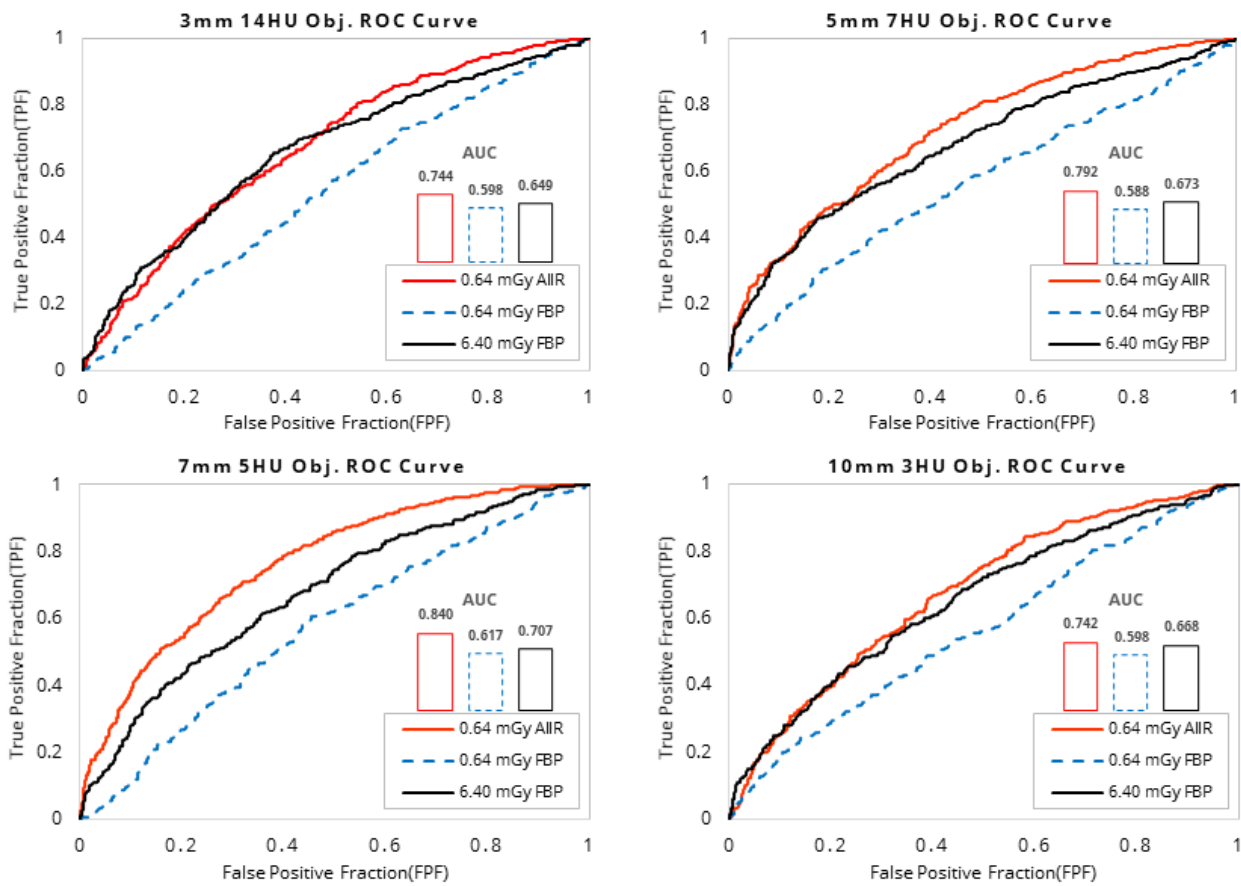 3mm 14HU Obj. ROC Curve
1
0.8
0.6
0.4
0.2
0
True Positive Fraction(TPF)
AUC
0.744
0.598
0.649
0.64 mGy AIIR
0.64 mGy FBP
6.40 mGy FBP
0
0.2
0.4
0.6
0.8
1
False Positive Fraction(FPF)
5mm 7HU Obj. ROC Curve
1
0.8
0.6
0.4
0.2
0
True Positive Fraction(TPF)
AUC
0.792
0.588
0.673
0.64 mGy AIIR
0.64 mGy FBP
6.40 mGy FBP
0
0.2
0.4
0.6
0.8
1
False Positive Fraction(FPF)
7mm 5HU Obj. ROC Curve
1
0.8
0.6
0.4
0.2
0
True Positive Fraction(TPF)
AUC
0.840
0.617
0.707
0.64 mGy AIIR
0.64 mGy FBP
6.40 mGy FBP
0
0.2
0.4
0.6
0.8
1
False Positive Fraction(FPF)
10mm 3HU Obj. ROC Curve
1
0.8
0.6
0.4
0.2
0
True Positive Fraction(TPF)
AUC
0.742
0.598
0.668
0.64 mGy AIIR
0.64 mGy FBP
6.40 mGy FBP
0
0.2
0.4
0.6
0.8
1
False Positive Fraction(FPF)